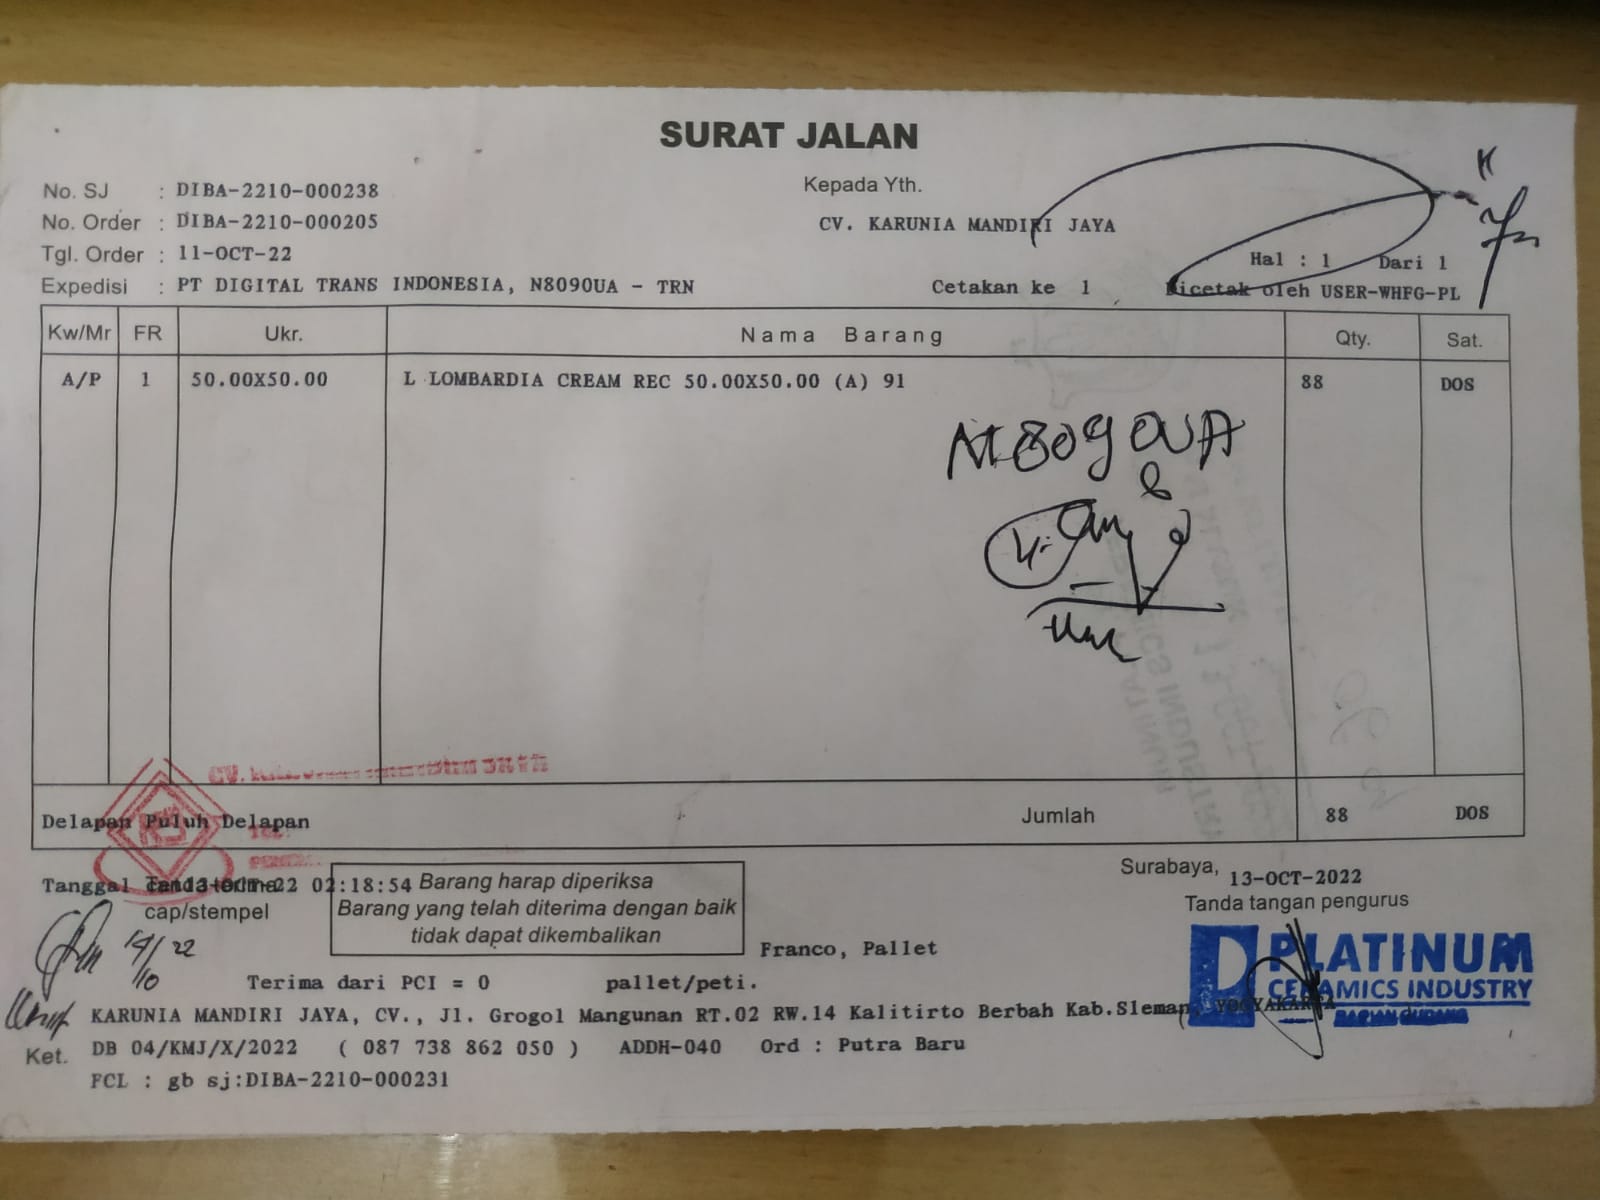 SURAT JALAN
No. SJ : DIBA-2210-000238
Kepada Yth.
No. Order : DIBA-2210-000205
CV. KARUNIA MANDIRI JAYA
Tgl. Order : 11-OCT-22
Hal : 1 Dari 1
Expedisi : PT DIGITAL TRANS INDONESIA, N8090UA - TRN
Cetakan ke 1 Dicetak oleh USER-WHFG-PL
Kw/Mr FR Ukr. Nama Barang Qty. Sat.
A/P 1 50.00X50.00 L LOMBARDIA CREAM REC 50.00X50.00 (A) 91 88 DOS
N8090UA
Delapan Puluh Delapan Jumlah 88 DOS
CV.
Surabaya, 13-OCT-2022
Tanggal cetak 13-OCT-22 02:18:54
Tanda terima
cap/stempel
Barang harap diperiksa
Barang yang telah diterima dengan baik
tidak dapat dikembalikan
Tanda tangan pengurus
14/10 22
Franco, Pallet
PLATINUM
CERAMICS INDUSTRY
BAGIAN GUDANG
Terima dari PCI = 0 pallet/peti.
KARUNIA MANDIRI JAYA, CV., Jl. Grogol Mangunan RT.02 RW.14 Kalitirto Berbah Kab.Sleman, YOGYAKARTA
Ket. DB 04/KMJ/X/2022 ( 087 738 862 050 ) ADDH-040 Ord : Putra Baru
FCL : gb sj:DIBA-2210-000231